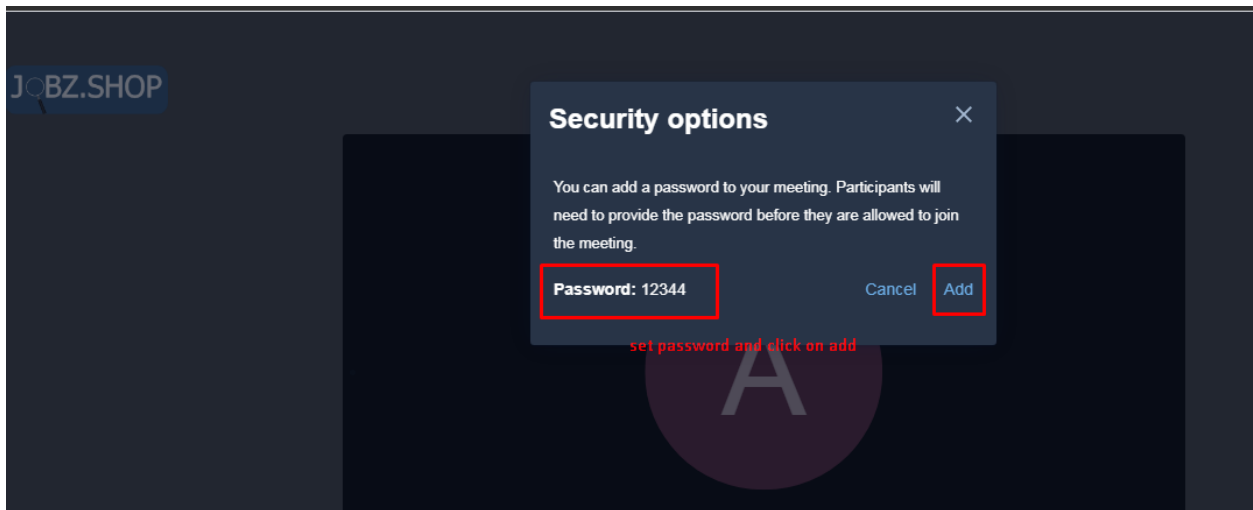 JOBZ.SHOP
Security options
You can add a password to your meeting. Participants will
need to provide the password before they are allowed to join
the meeting.
Password: 12344 Cancel Add
set password and click on add
A